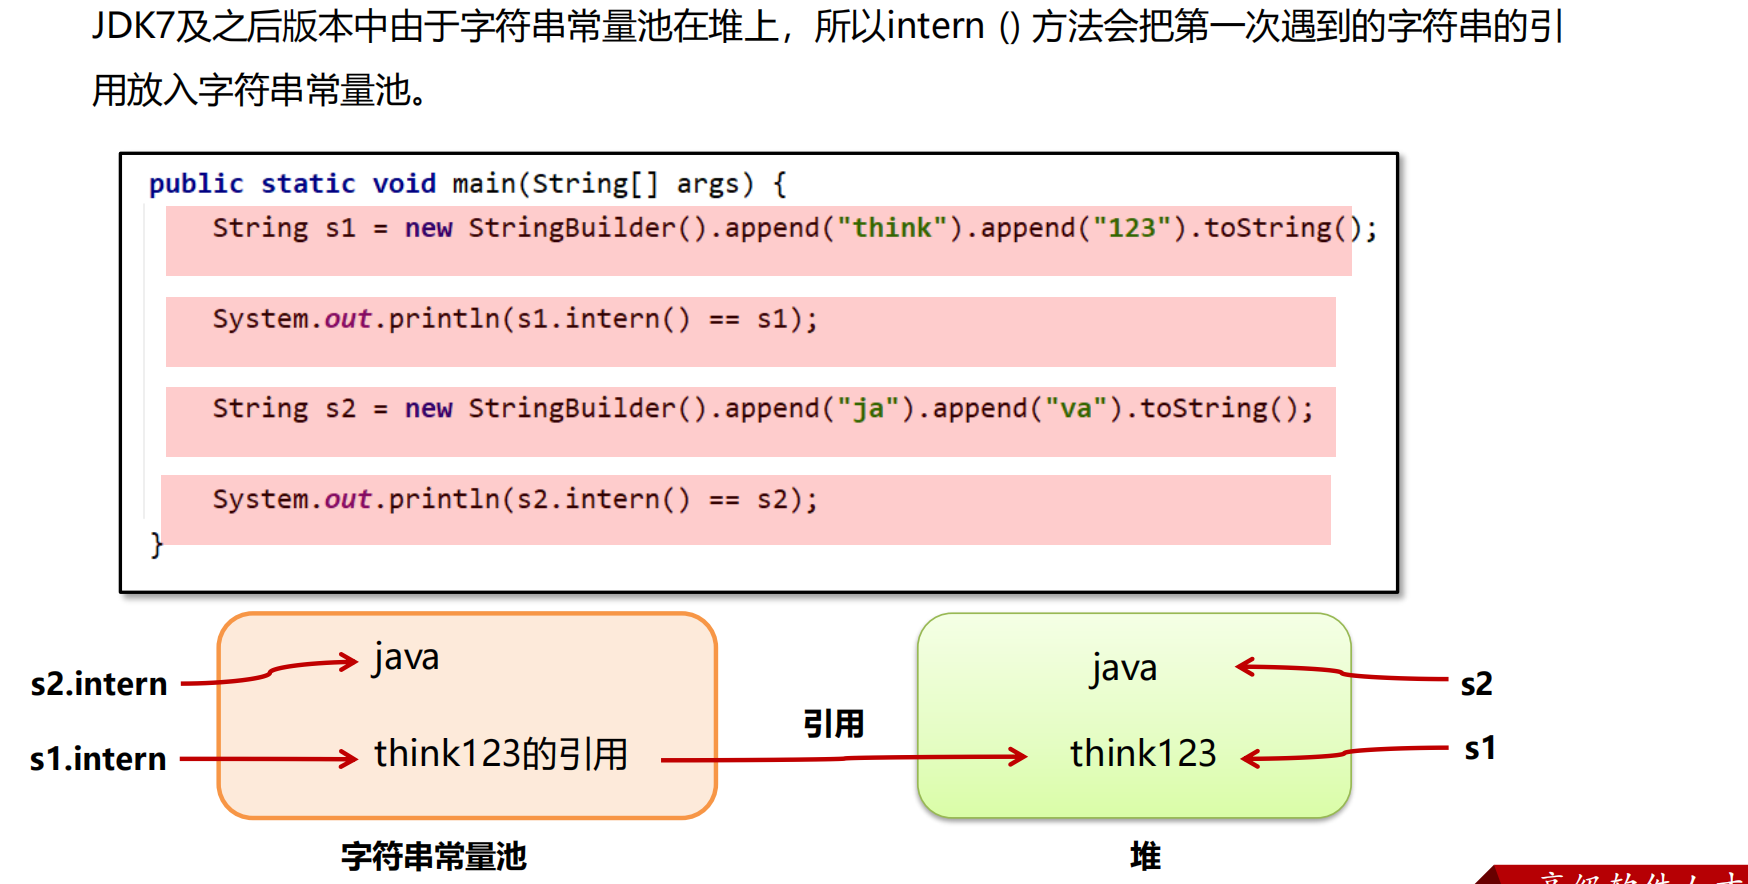 JDK7及之后版本中由于字符串常量池在堆上，所以intern () 方法会把第一次遇到的字符串的引
用放入字符串常量池。
public static void main(String[] args) {
String s1 = new StringBuilder().append("think").append("123").toString();
System.out.println(s1.intern() == s1);
String s2 = new StringBuilder().append("ja").append("va").toString();
System.out.println(s2.intern() == s2);
}
java
s2.intern
java
s2
引用
s1.intern
think123的引用
think123
s1
字符串常量池
堆